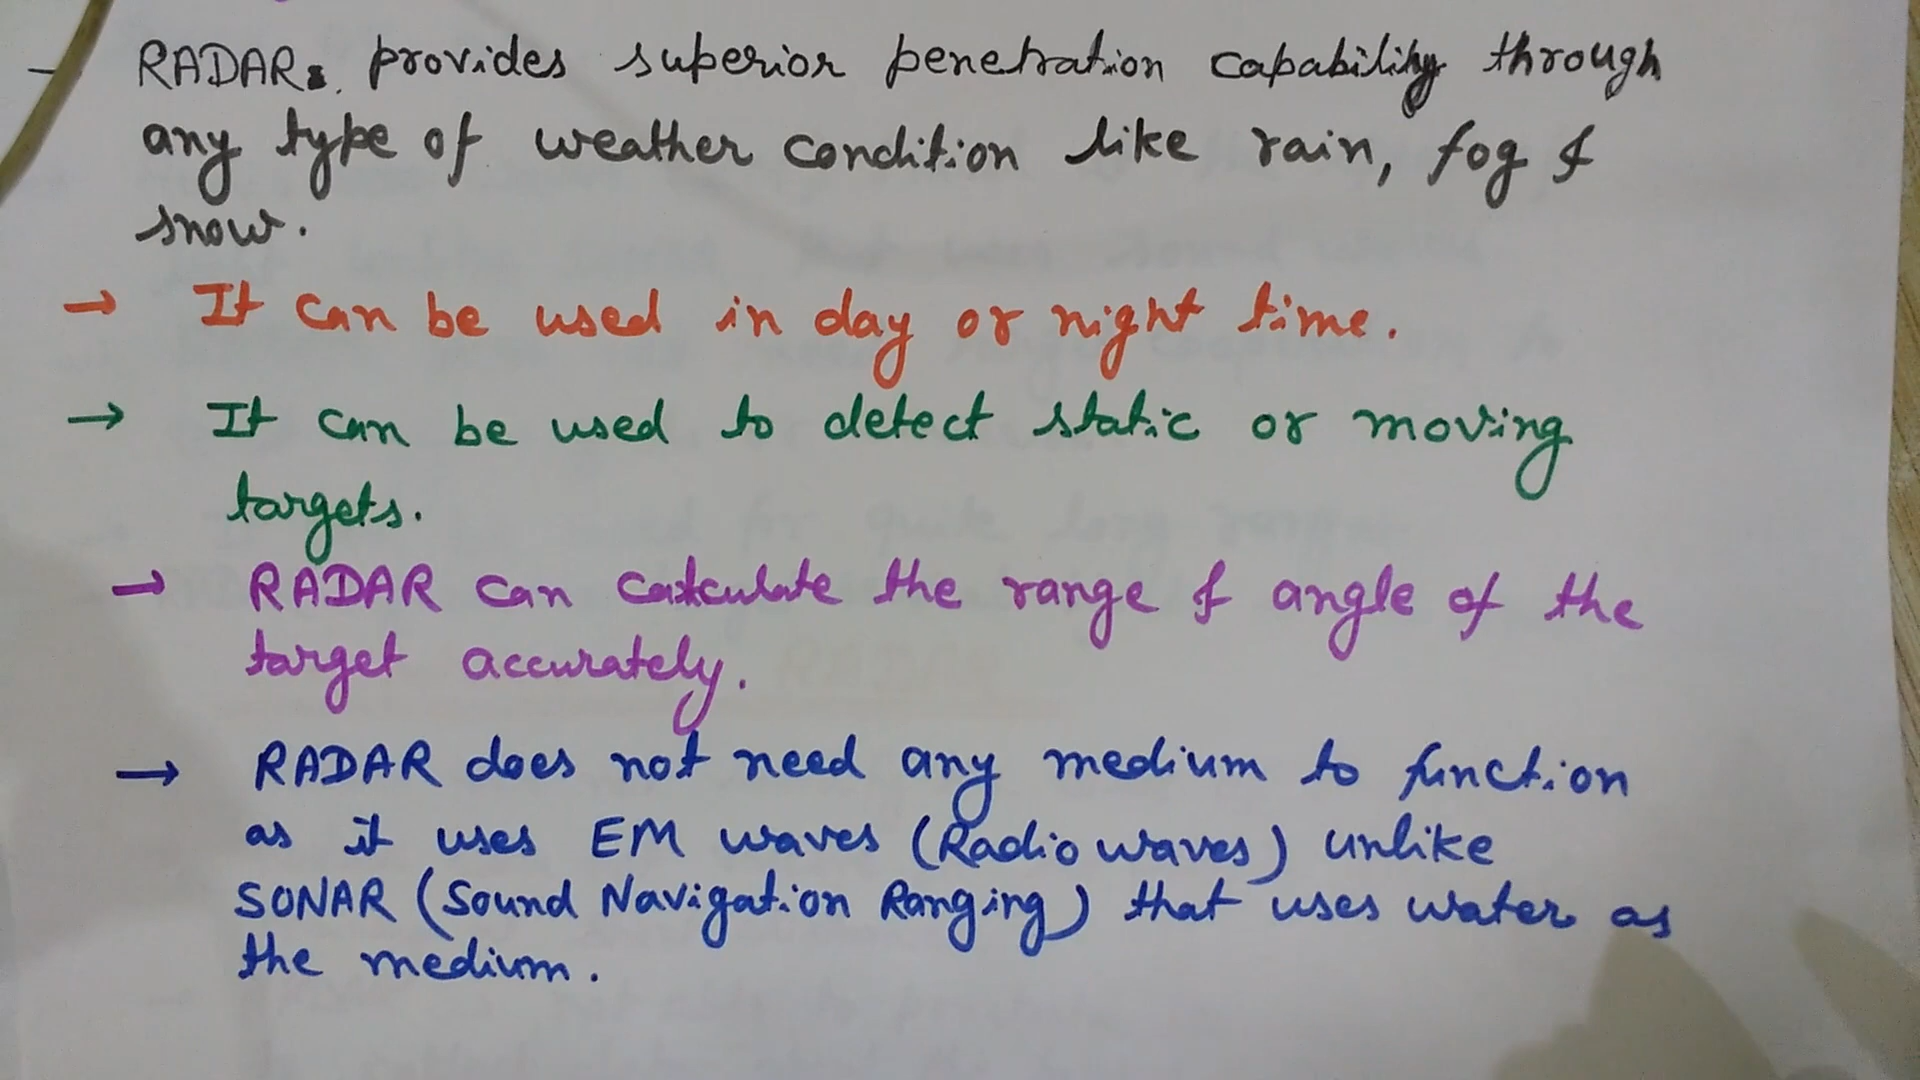 - RADAR provides superior penetration capability through
any type of weather condition like rain, fog &
snow.
→ It can be used in day or night time.
→ It can be used to detect static or moving
targets.
→ RADAR can calculate the range & angle of the
target accurately.
→ RADAR does not need any medium to function
as it uses EM waves (Radio waves) unlike
SONAR (Sound Navigation Ranging) that uses water as
the medium.